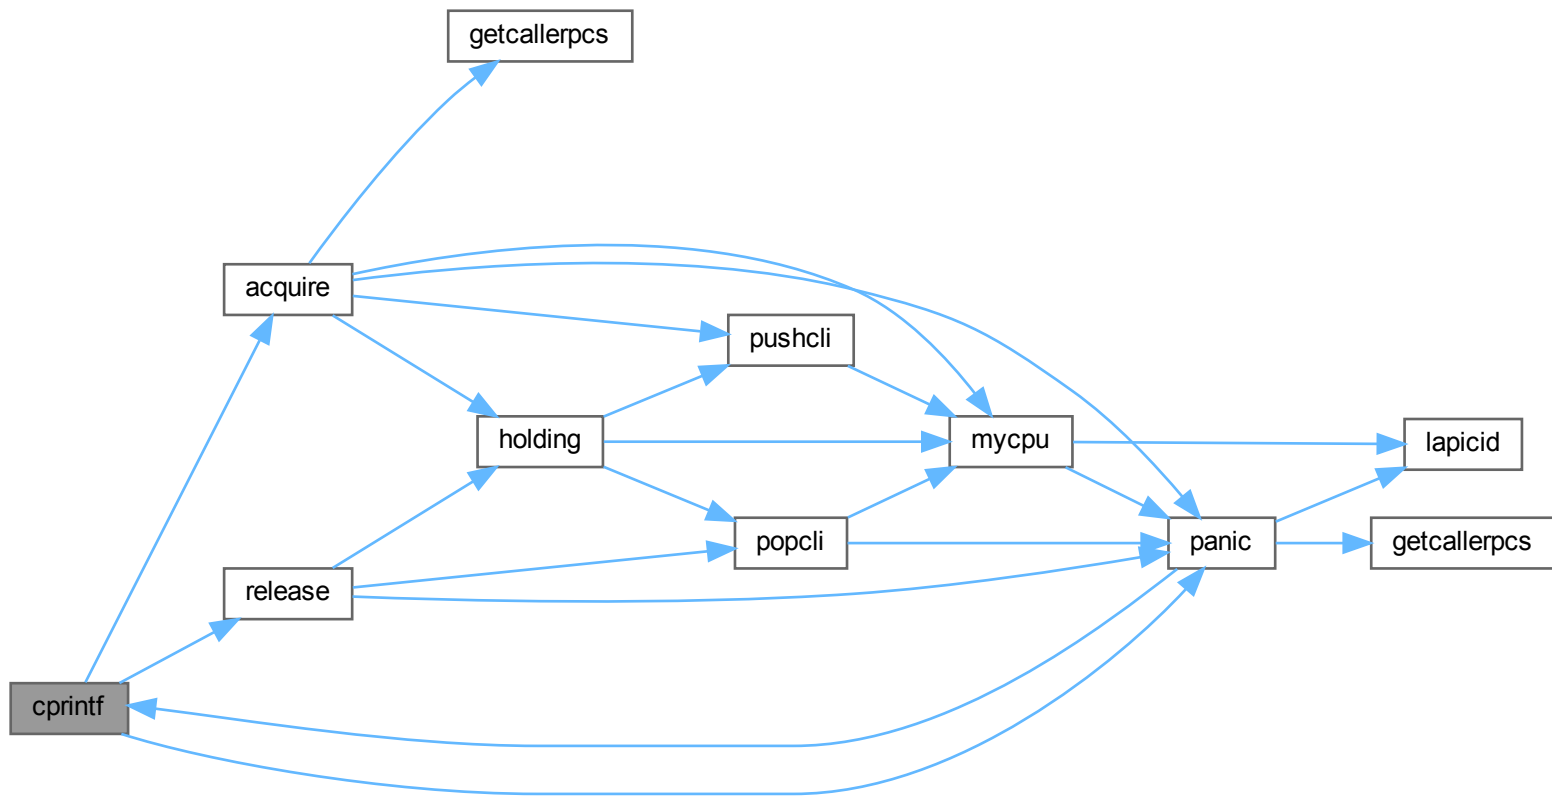 getcallerpcs
acquire
pushcli
holding
mycpu
lapicid
popcli
panic
getcallerpcs
release
cprintf